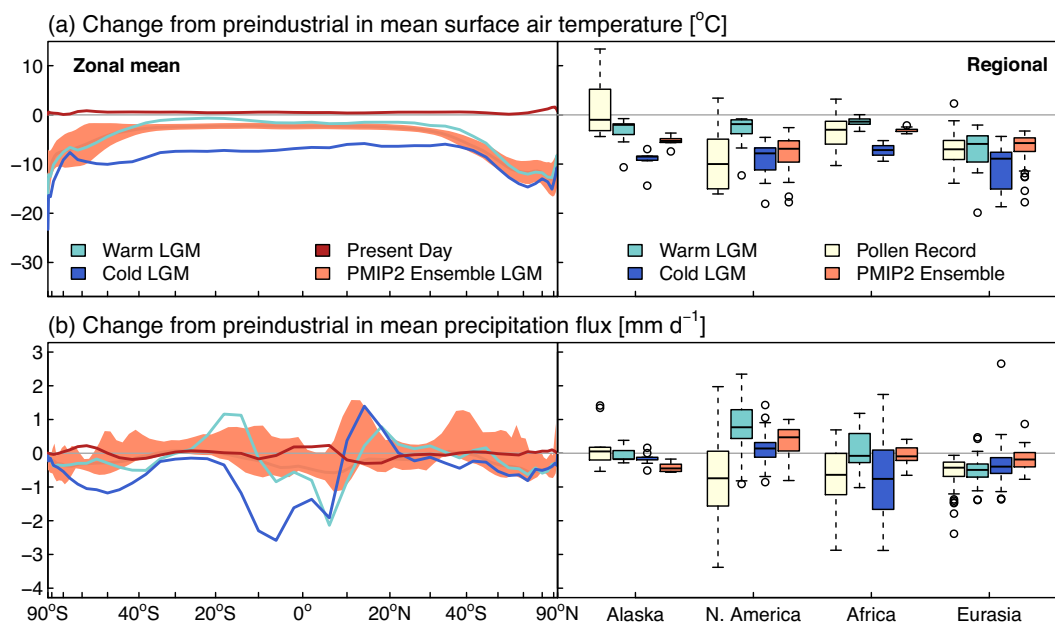 (a) Change from preindustrial in mean surface air temperature [°C]
10
0
−10
−20
−30
Zonal mean
Warm LGM
Cold LGM
Present Day
PMIP2 Ensemble LGM
Regional
Warm LGM
Cold LGM
Pollen Record
PMIP2 Ensemble
(b) Change from preindustrial in mean precipitation flux [mm d⁻¹]
3
2
1
0
−1
−2
−3
−4
90°S 40°S 20°S 0° 20°N 40°S 90°N
Alaska N. America Africa Eurasia